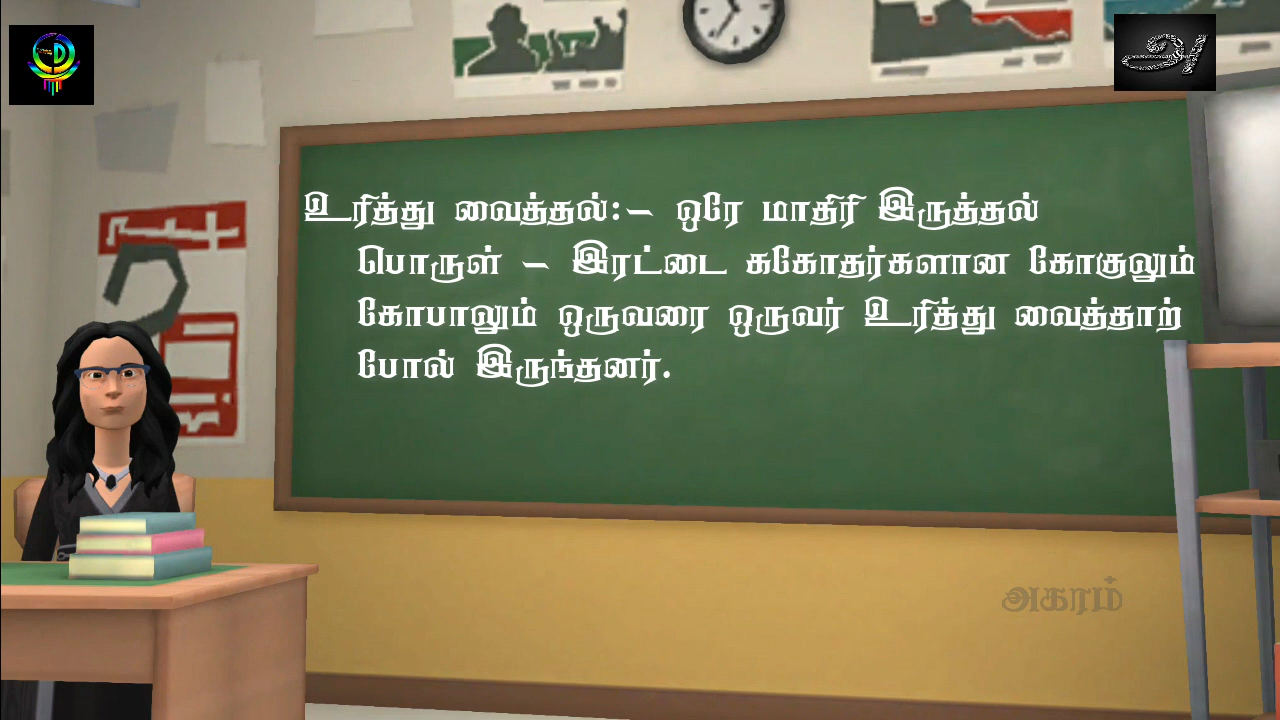 அ
உரித்து வைத்தல்:- ஒரே மாதிரி இருத்தல்
பொருள் - இரட்டை சகோதர்களான கோகுலும்
கோபாலும் ஒருவரை ஒருவர் உரித்து வைத்தாற்
போல் இருந்தனர்.
அகரம்